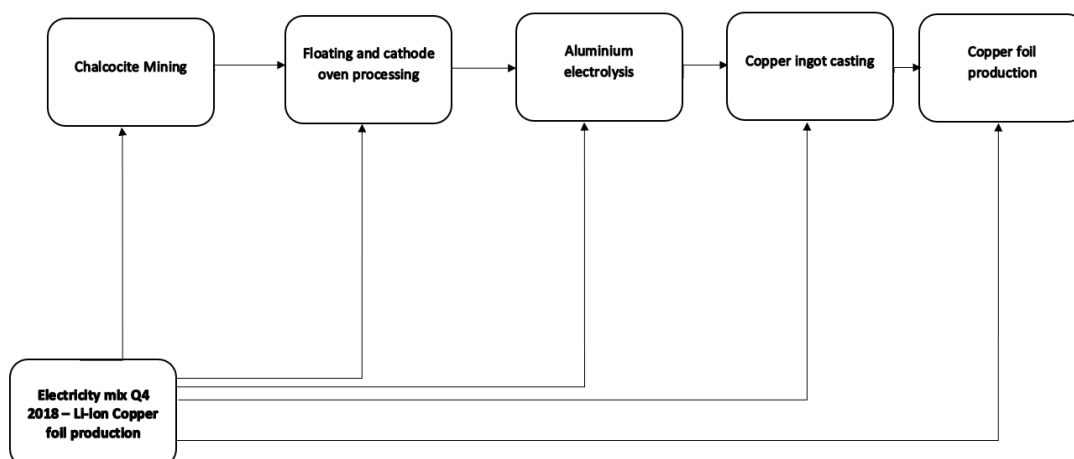 Chalcocite Mining
Floating and cathode
oven processing
Aluminium
electrolysis
Copper ingot casting
Copper foil
production
Electricity mix Q4
2018 – Li-ion Copper
foil production